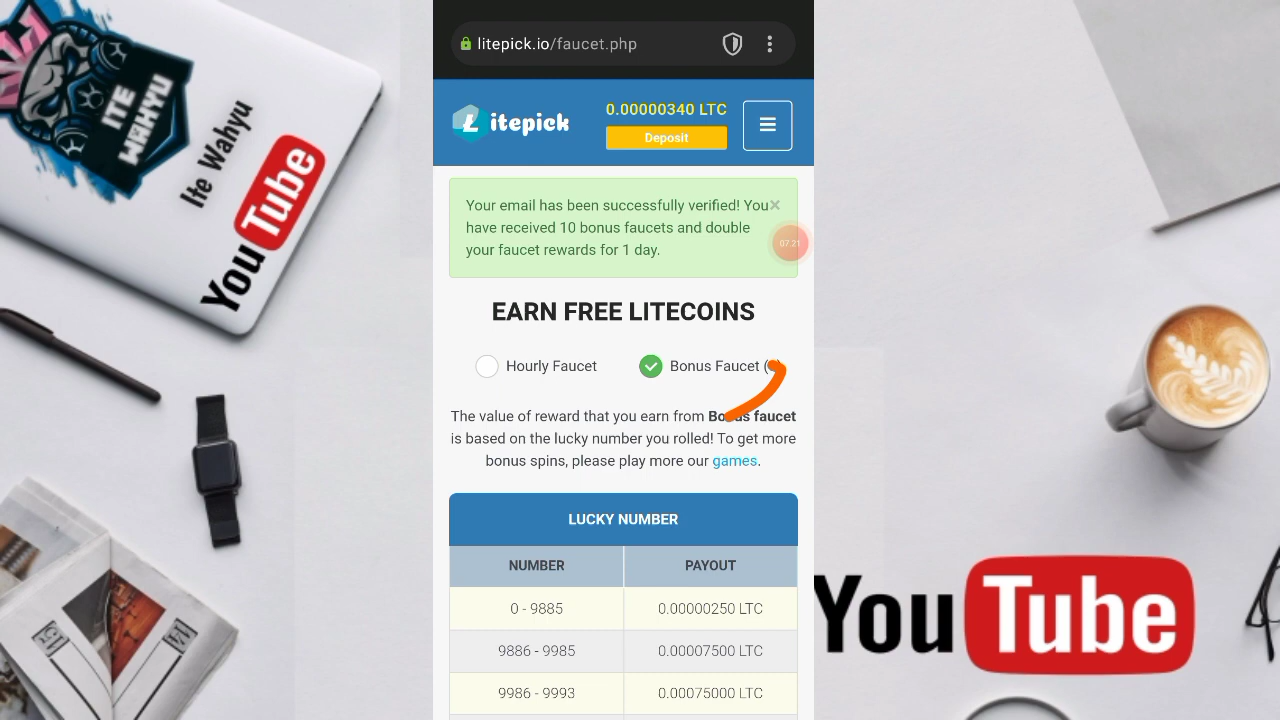 ITE
WAHYU
Ite Wahyu
YouTube
litepick.io/faucet.php
Litepick
0.00000340 LTC
Deposit
Your email has been successfully verified! You
have received 10 bonus faucets and double
your faucet rewards for 1 day.
07.21
EARN FREE LITECOINS
Hourly Faucet
Bonus Faucet
The value of reward that you earn from Bonus faucet
is based on the lucky number you rolled! To get more
bonus spins, please play more our games.
LUCKY NUMBER
NUMBER PAYOUT
0 - 9885 0.00000250 LTC
9886 - 9985 0.00007500 LTC
9986 - 9993 0.00075000 LTC
YouTube